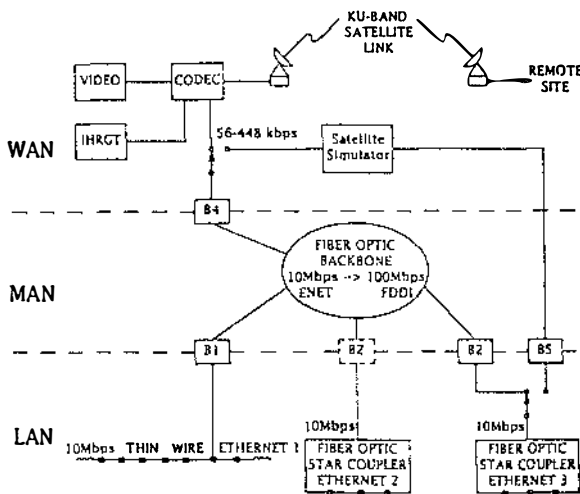 KU-BAND
SATELLITE
LINK
VIDEO
CODEC
REMOTE
SITE
IHRGT
56-448 kbps
Satellite
Simulator
WAN
B4
FIBER OPTIC
BACKBONE
10Mbps --> 100Mbps
ENET FDDI
MAN
B1
B2
B2
B5
LAN
10Mbps
10Mbps
10Mbps THIN WIRE ETHERNET 1
FIBER OPTIC
STAR COUPLER
ETHERNET 2
FIBER OPTIC
STAR COUPLER
ETHERNET 3